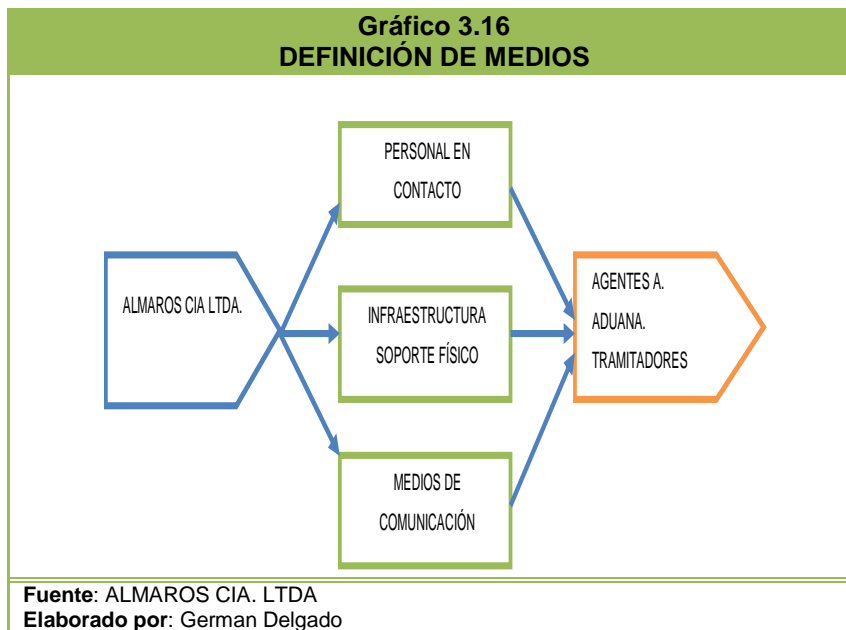 Gráfico 3.16
DEFINICIÓN DE MEDIOS
PERSONAL EN
CONTACTO
ALMAROS CIA LTDA.
INFRAESTRUCTURA
SOPORTE FÍSICO
AGENTES A.
ADUANA.
TRAMITADORES
MEDIOS DE
COMUNICACIÓN
Fuente: ALMAROS CIA. LTDA
Elaborado por: German Delgado